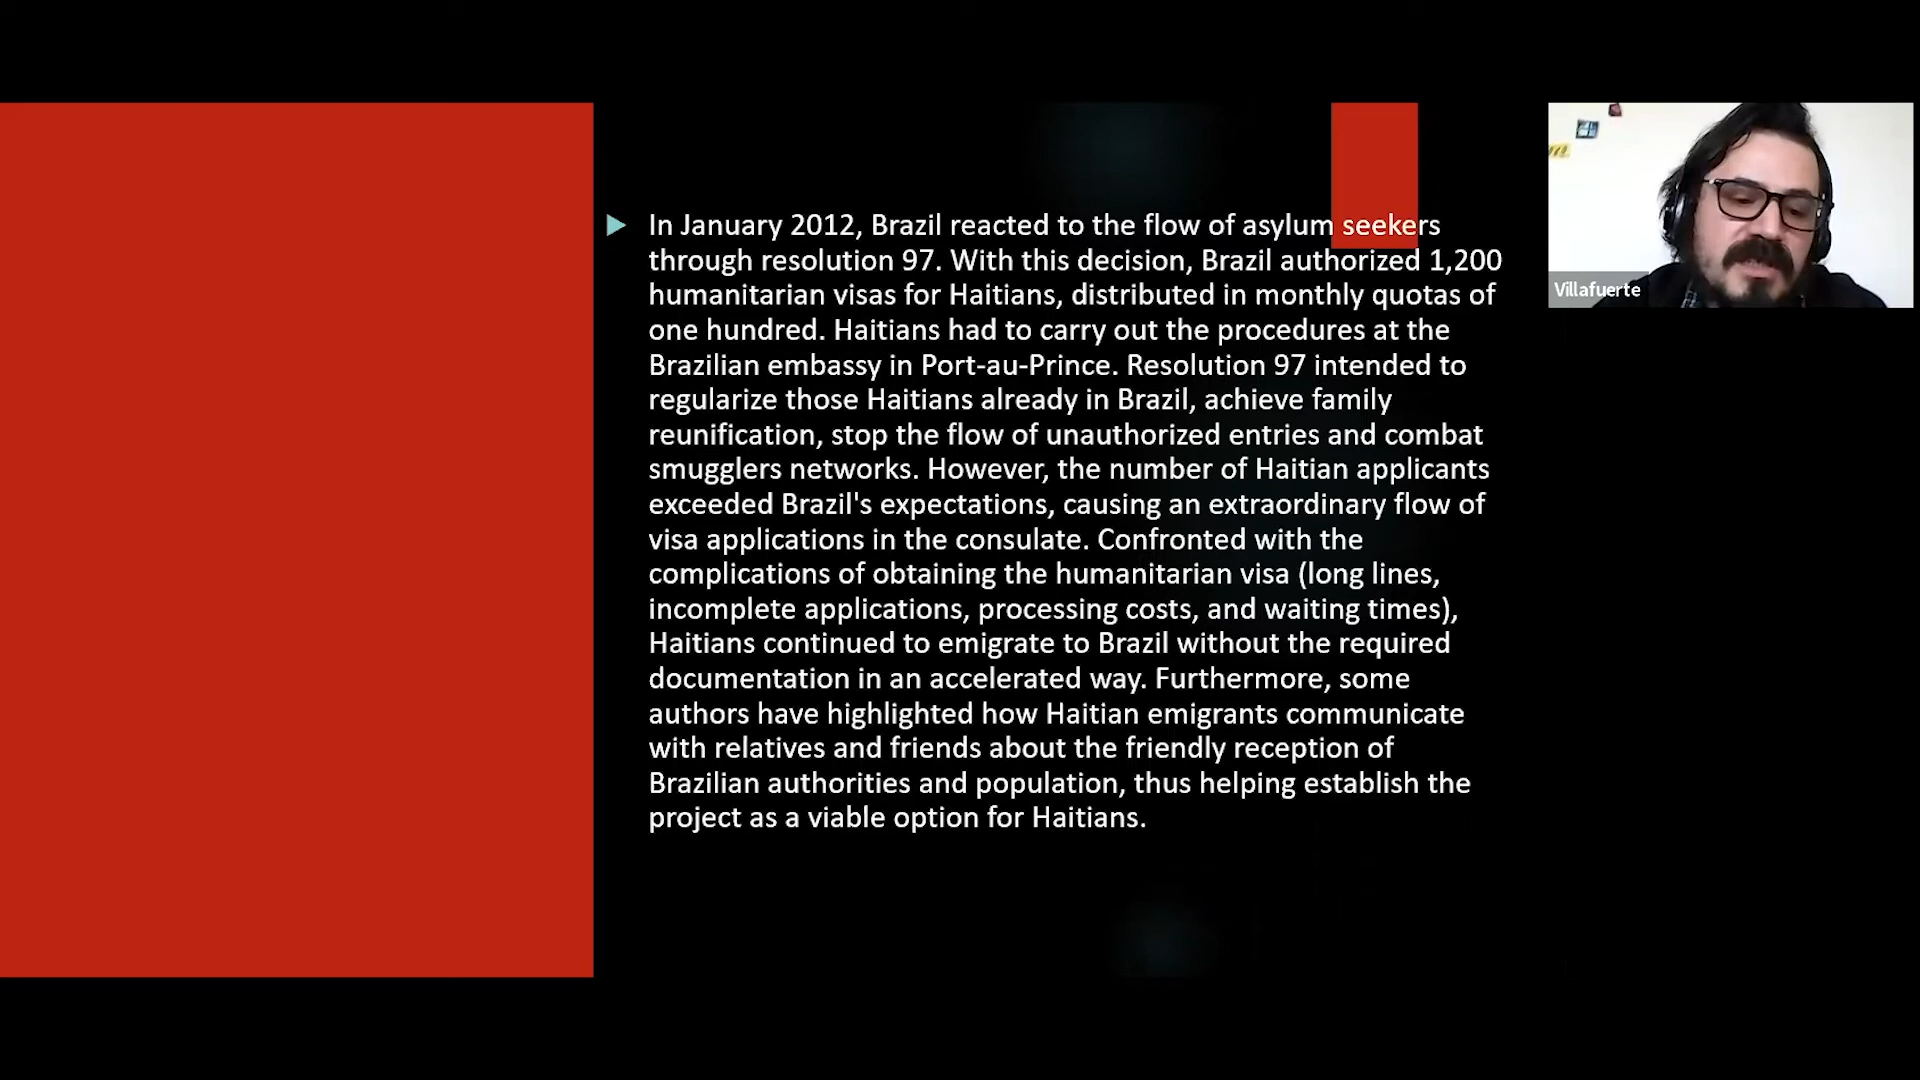 In January 2012, Brazil reacted to the flow of asylum seekers
through resolution 97. With this decision, Brazil authorized 1,200
humanitarian visas for Haitians, distributed in monthly quotas of
one hundred. Haitians had to carry out the procedures at the
Brazilian embassy in Port-au-Prince. Resolution 97 intended to
regularize those Haitians already in Brazil, achieve family
reunification, stop the flow of unauthorized entries and combat
smugglers networks. However, the number of Haitian applicants
exceeded Brazil's expectations, causing an extraordinary flow of
visa applications in the consulate. Confronted with the
complications of obtaining the humanitarian visa (long lines,
incomplete applications, processing costs, and waiting times),
Haitians continued to emigrate to Brazil without the required
documentation in an accelerated way. Furthermore, some
authors have highlighted how Haitian emigrants communicate
with relatives and friends about the friendly reception of
Brazilian authorities and population, thus helping establish the
project as a viable option for Haitians.
Villafuerte